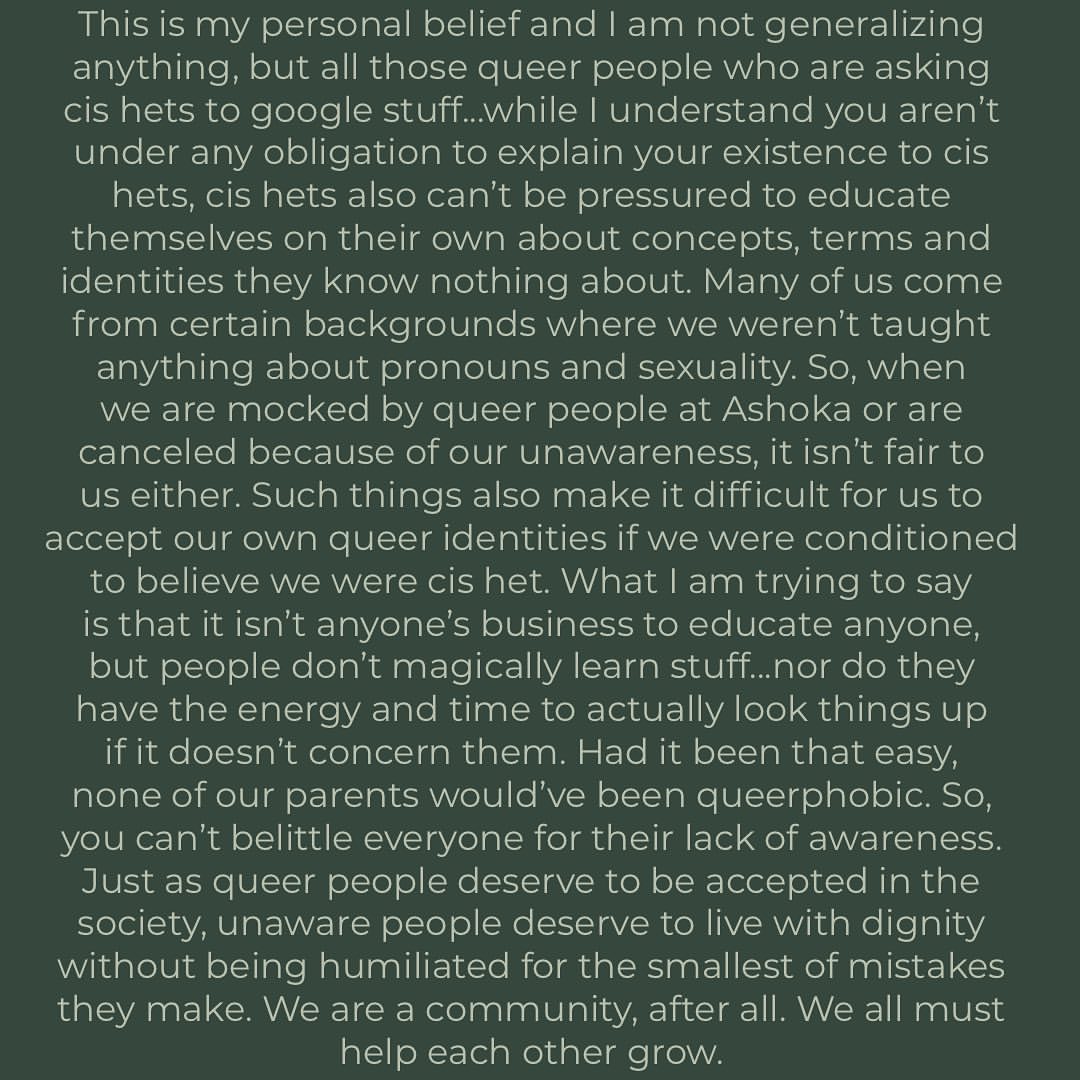 This is my personal belief and I am not generalizing
anything, but all those queer people who are asking
cis hets to google stuff...while I understand you aren't
under any obligation to explain your existence to cis
hets, cis hets also can't be pressured to educate
themselves on their own about concepts, terms and
identities they know nothing about. Many of us come
from certain backgrounds where we weren't taught
anything about pronouns and sexuality. So, when
we are mocked by queer people at Ashoka or are
canceled because of our unawareness, it isn't fair to
us either. Such things also make it difficult for us to
accept our own queer identities if we were conditioned
to believe we were cis het. What I am trying to say
is that it isn't anyone's business to educate anyone,
but people don't magically learn stuff...nor do they
have the energy and time to actually look things up
if it doesn't concern them. Had it been that easy,
none of our parents would've been queerphobic. So,
you can't belittle everyone for their lack of awareness.
Just as queer people deserve to be accepted in the
society, unaware people deserve to live with dignity
without being humiliated for the smallest of mistakes
they make. We are a community, after all. We all must
help each other grow.